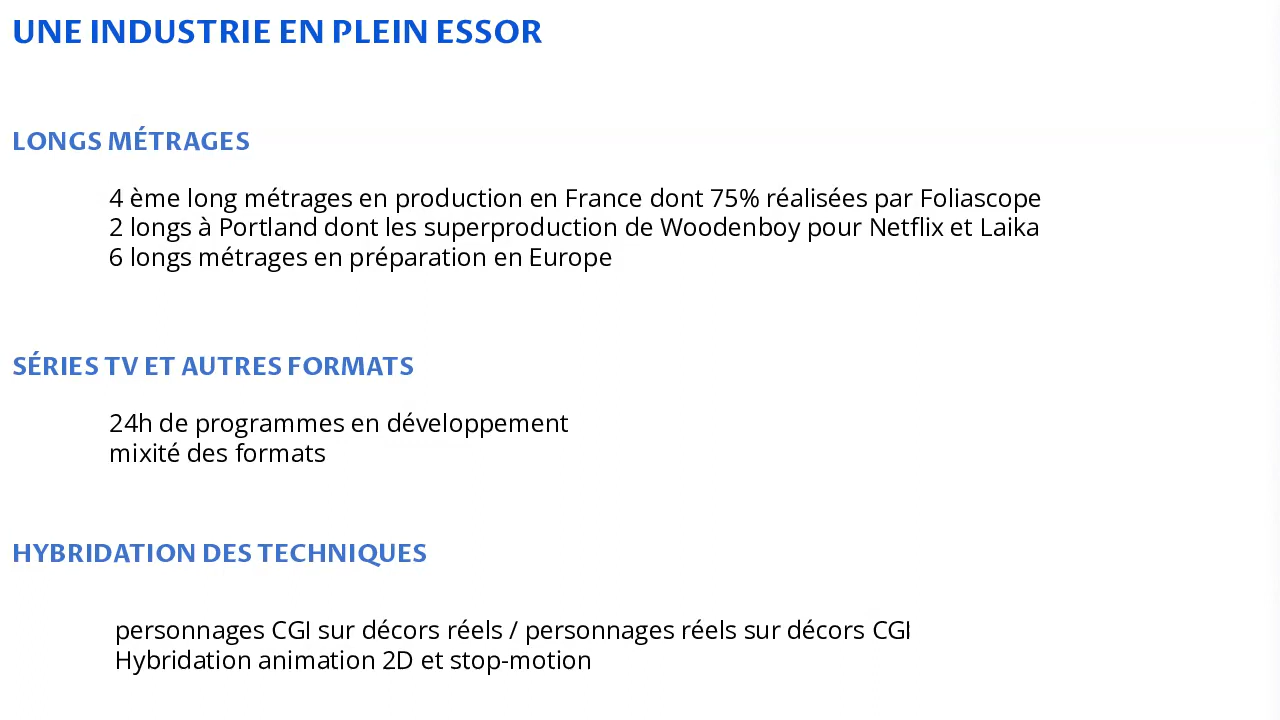 UNE INDUSTRIE EN PLEIN ESSOR
LONGS MÉTRAGES
4 ème long métrages en production en France dont 75% réalisées par Foliascope
2 longs à Portland dont les superproduction de Woodenboy pour Netflix et Laika
6 longs métrages en préparation en Europe
SÉRIES TV ET AUTRES FORMATS
24h de programmes en développement
mixité des formats
HYBRIDATION DES TECHNIQUES
personnages CGI sur décors réels / personnages réels sur décors CGI
Hybridation animation 2D et stop-motion